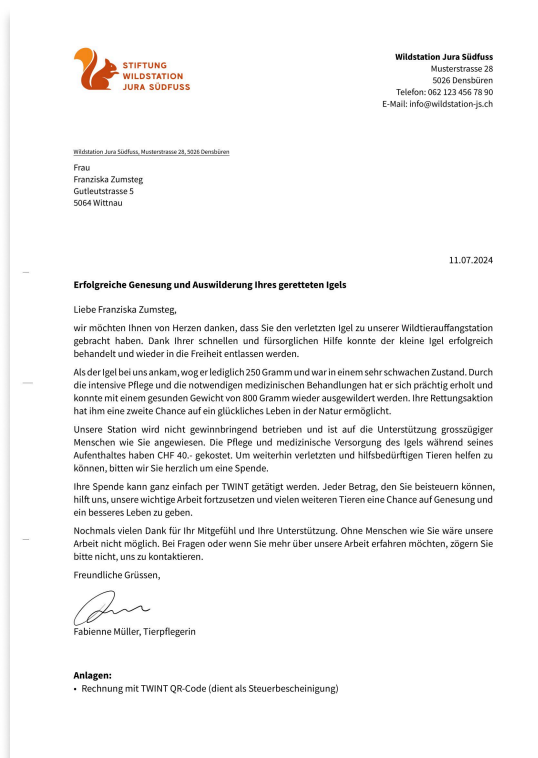 STIFTUNG
WILDSTATION
JURA SÜDFUSS
Wildstation Jura Südfuss
Musterstrasse 28
5026 Densbüren
Telefon: 062 123 456 78 90
E-Mail: info@wildstation-js.ch
Wildstation Jura Südfuss, Musterstrasse 28, 5026 Densbüren
Frau
Franziska Zumsteg
Gutleutstrasse 5
5064 Wittnau
11.07.2024
Erfolgreiche Genesung und Auswilderung Ihres geretteten Igels
Liebe Franziska Zumsteg,
wir möchten Ihnen von Herzen danken, dass Sie den verletzten Igel zu unserer Wildtierauffangstation
gebracht haben. Dank Ihrer schnellen und fürsorglichen Hilfe konnte der kleine Igel erfolgreich
behandelt und wieder in die Freiheit entlassen werden.
Als der Igel bei uns ankam, wog er lediglich 250 Gramm und war in einem sehr schwachen Zustand. Durch
die intensive Pflege und die notwendigen medizinischen Behandlungen hat er sich prächtig erholt und
konnte mit einem gesunden Gewicht von 800 Gramm wieder ausgewildert werden. Ihre Rettungsaktion
hat ihm eine zweite Chance auf ein glückliches Leben in der Natur ermöglicht.
Unsere Station wird nicht gewinnbringend betrieben und ist auf die Unterstützung grosszügiger
Menschen wie Sie angewiesen. Die Pflege und medizinische Versorgung des Igels während seines
Aufenthaltes haben CHF 40.- gekostet. Um weiterhin verletzten und hilfsbedürftigen Tieren helfen zu
können, bitten wir Sie herzlich um eine Spende.
Ihre Spende kann ganz einfach per TWINT getätigt werden. Jeder Betrag, den Sie beisteuern können,
hilft uns, unsere wichtige Arbeit fortzusetzen und vielen weiteren Tieren eine Chance auf Genesung und
ein besseres Leben zu geben.
Nochmals vielen Dank für Ihr Mitgefühl und Ihre Unterstützung. Ohne Menschen wie Sie wäre unsere
Arbeit nicht möglich. Bei Fragen oder wenn Sie mehr über unsere Arbeit erfahren möchten, zögern Sie
bitte nicht, uns zu kontaktieren.
Freundliche Grüssen,
Fabienne Müller, Tierpflegerin
Anlagen:
• Rechnung mit TWINT QR-Code (dient als Steuerbescheinigung)